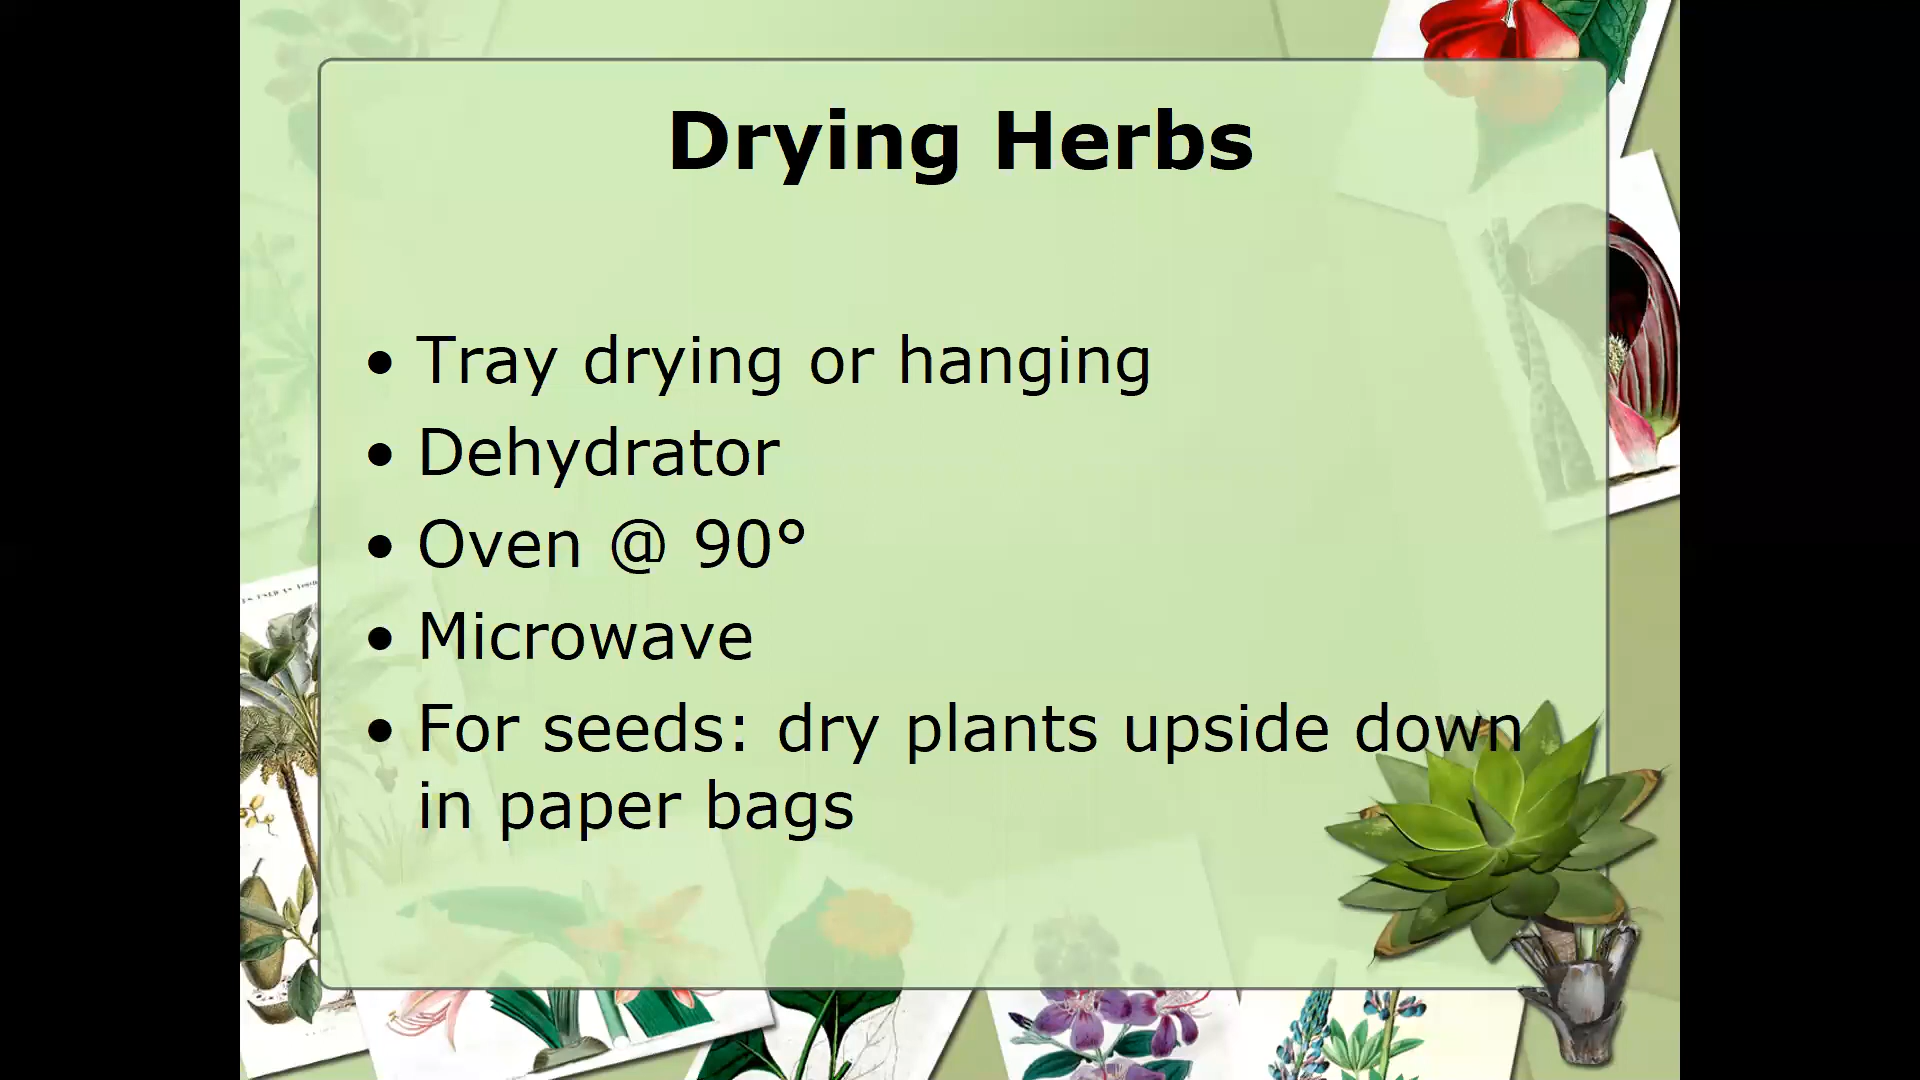 Drying Herbs
• Tray drying or hanging
• Dehydrator
• Oven @ 90°
• Microwave
• For seeds: dry plants upside down
in paper bags